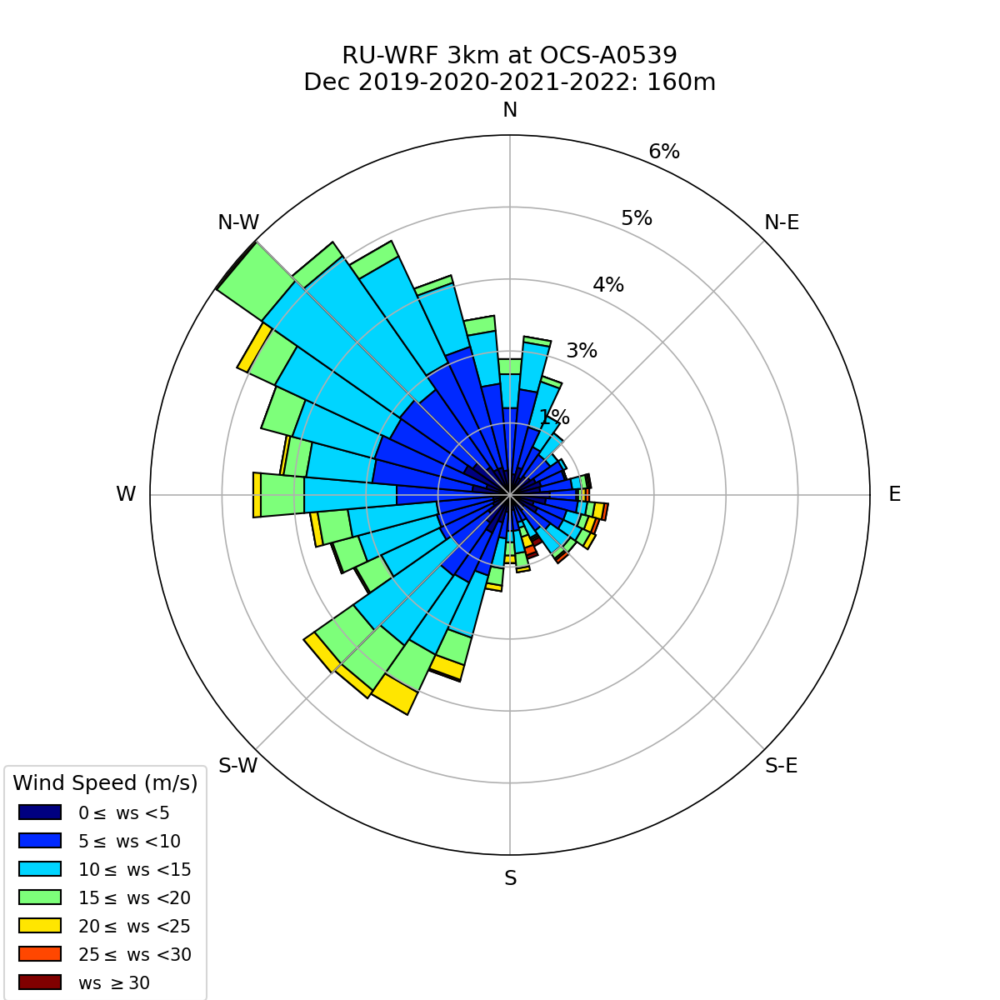 RU-WRF 3km at OCS-A0539
Dec 2019-2020-2021-2022: 160m
N
6%
5%
N-W
N-E
4%
3%
1%
W
E
S-W
S-E
S
Wind Speed (m/s)
0≤ ws <5
5≤ ws <10
10≤ ws <15
15≤ ws <20
20≤ ws <25
25≤ ws <30
ws ≥30